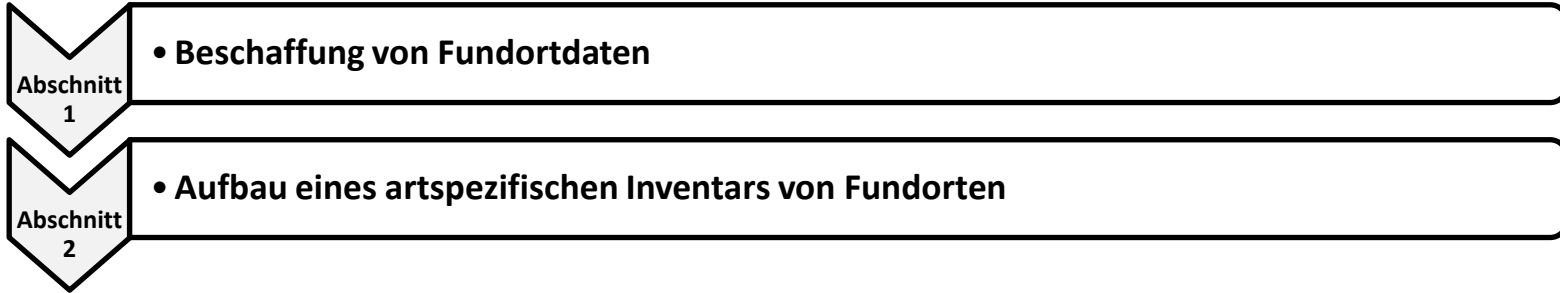 Abschnitt
1
• Beschaffung von Fundortdaten
Abschnitt
2
• Aufbau eines artspezifischen Inventars von Fundorten